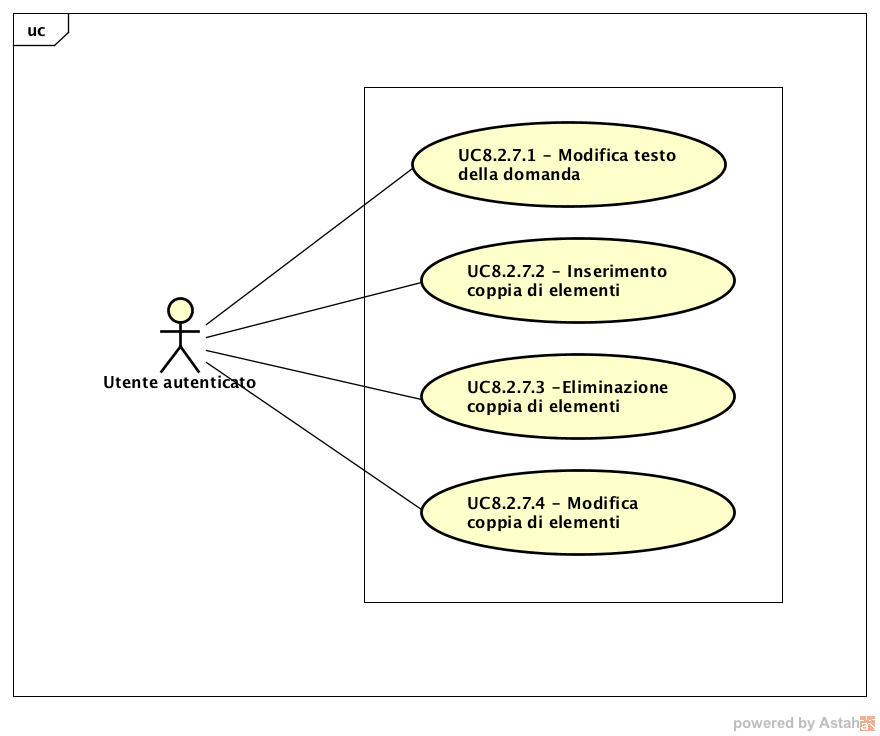 uc
UC8.2.7.1 - Modifica testo
della domanda
UC8.2.7.2 - Inserimento
coppia di elementi
Utente autenticato
UC8.2.7.3 -Eliminazione
coppia di elementi
UC8.2.7.4 - Modifica
coppia di elementi
powered by Astah